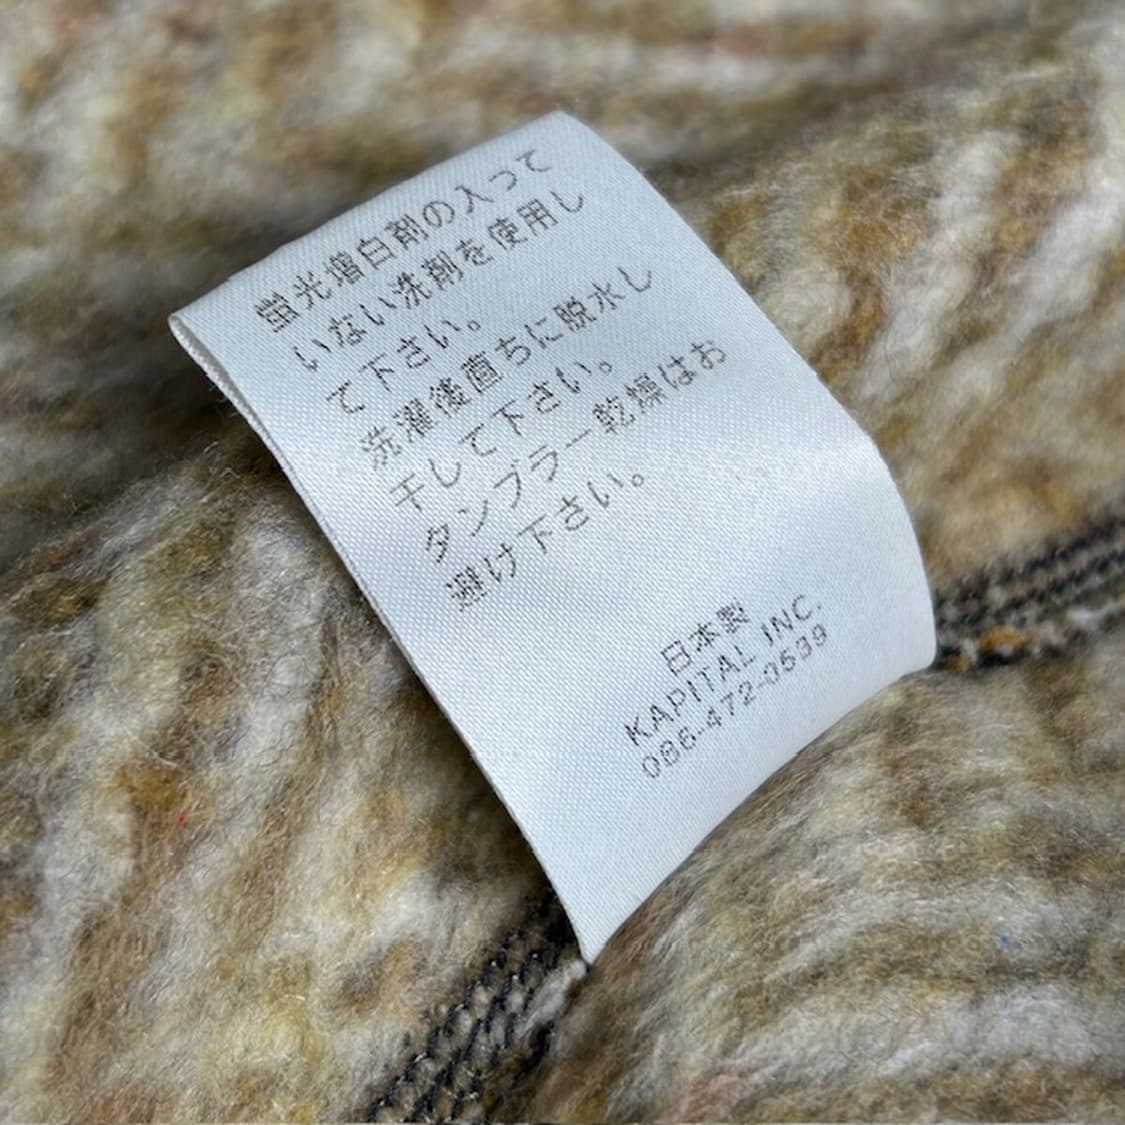 蛍光増白剤の入って
いない洗剤を使用し
て下さい。
洗濯後直ちに脱水し
干して下さい。
タンブラー乾燥はお
避け下さい。
日本製
KAPITAL INC.
086-472-0539